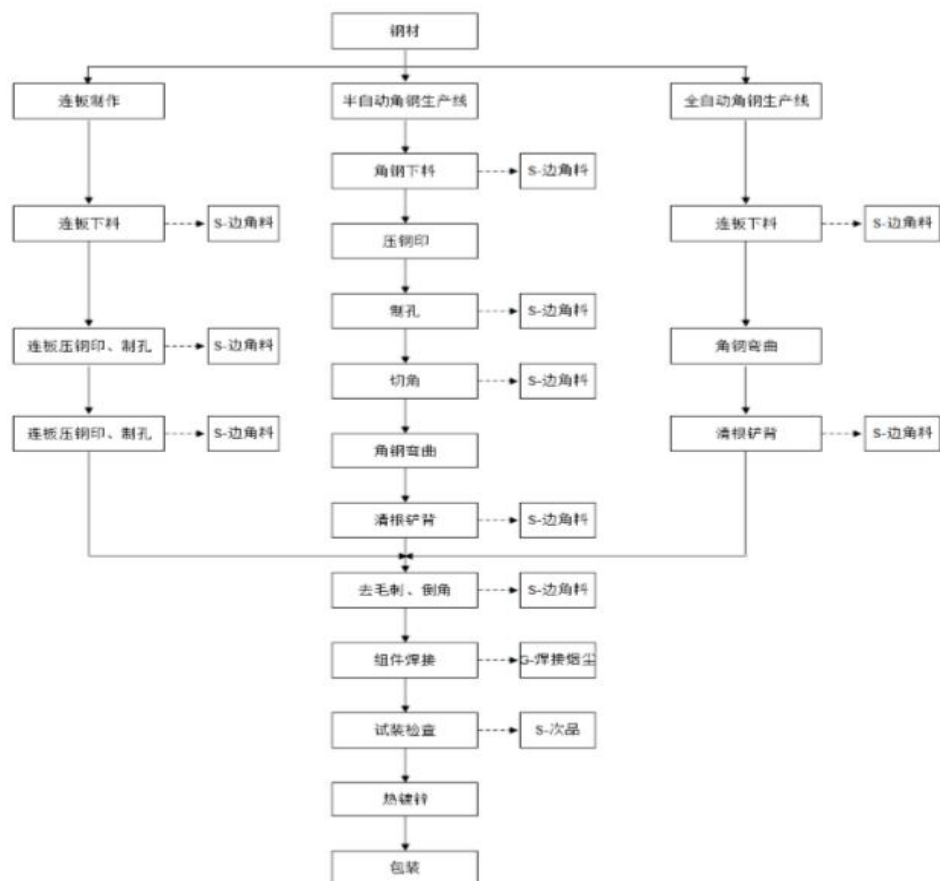 钢材
连板制作
半自动角钢生产线
全自动角钢生产线
角钢下料
S-边角料
连板下料
S-边角料
连板下料
S-边角料
压钢印
制孔
S-边角料
连板压钢印、制孔
S-边角料
角钢弯曲
切角
S-边角料
连板压钢印、制孔
S-边角料
清根铲背
S-边角料
角钢弯曲
清根铲背
S-边角料
去毛刺、倒角
S-边角料
组件焊接
G-焊接烟尘
试装检查
S-次品
热镀锌
包装